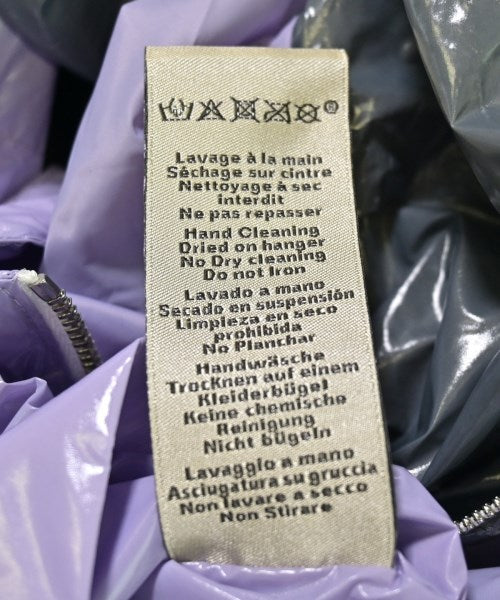 Lavage à la main
Séchage sur cintre
Nettoyage à sec
interdit
Ne pas repasser
Hand Cleaning
Dried on hanger
No Dry cleaning
Do not Iron
Lavado a mano
Secado en suspensión
Limpieza en seco
prohibida
No Planchar
Handwäsche
Trocknen auf einem
Kleiderbügel
Keine chemische
Reinigung
Nicht bügeln
Lavaggio a mano
Asciugatura su gruccia
Non lavare a secco
Non Stirare